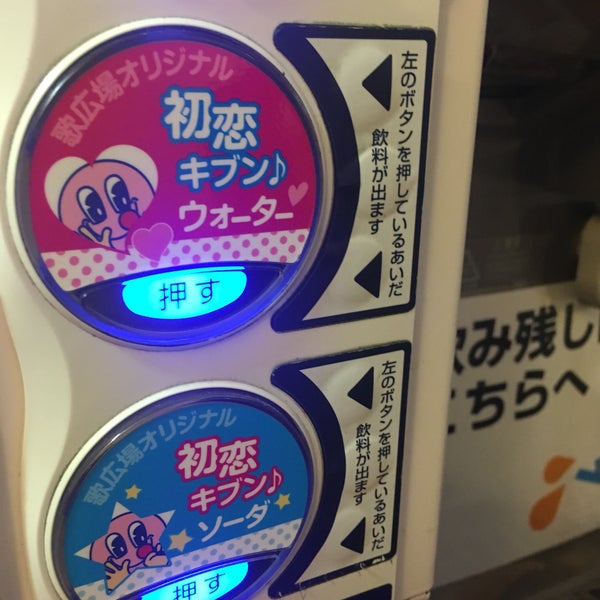 歌広場オリジナル
初恋
キブン♪
ウォーター
押す
左のボタンを押しているあいだ
飲料が出ます
歌広場オリジナル
初恋
キブン♪
ソーダ
押す
左のボタンを押しているあいだ
飲料が出ます
飲み残し
こちらへ